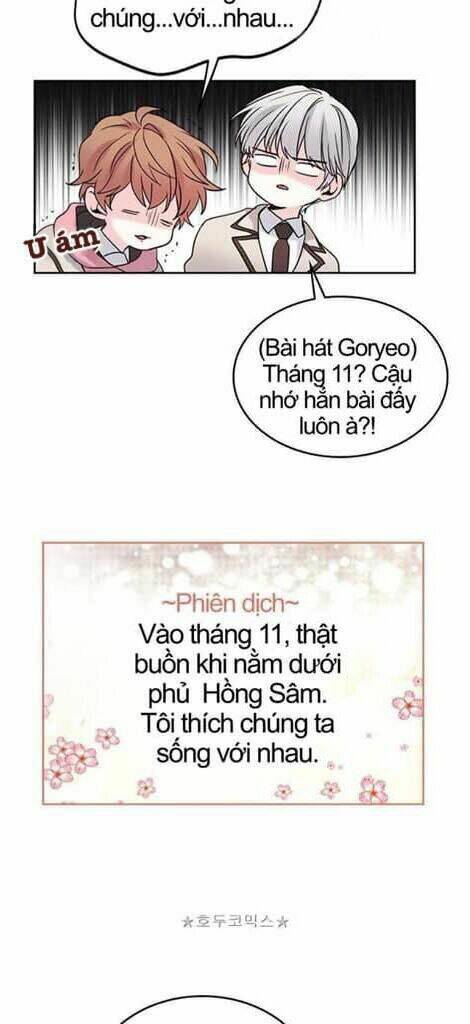 chúng...với...nhau...
Ư ám
(Bài hát Goryeo)
Tháng 11? Cậu
nhớ hẳn bài đấy
luôn à?!
~Phiên dịch~
Vào tháng 11, thật
buồn khi nằm dưới
phủ Hồng Sâm.
Tôi thích chúng ta
sống với nhau.
★호두코믹스★